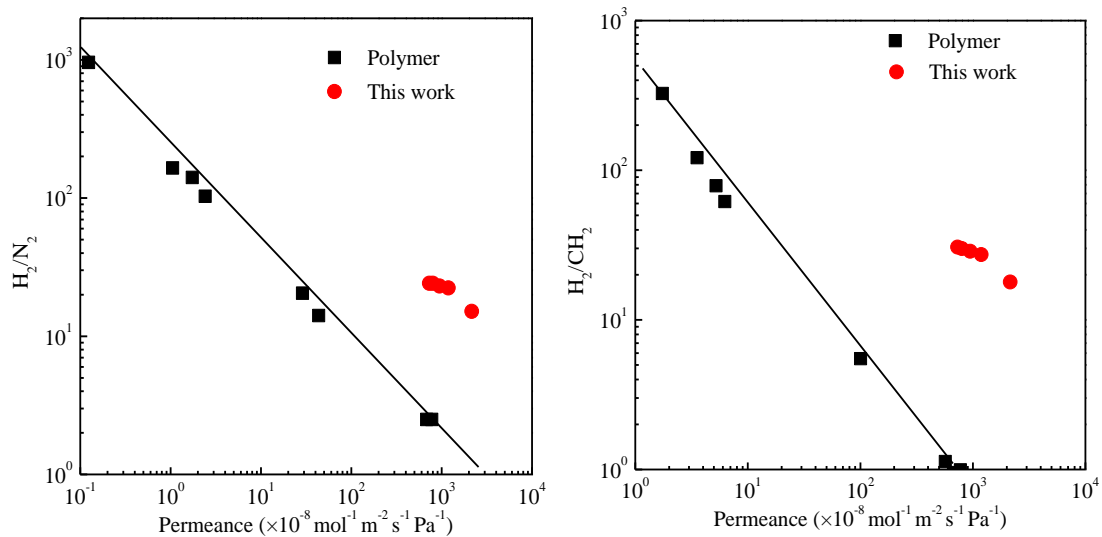 H₂/N₂
10³
10²
10¹
10⁰
10⁻¹ 10⁰ 10¹ 10² 10³ 10⁴
Permeance (×10⁻⁸ mol⁻¹ m⁻² s⁻¹ Pa⁻¹)
Polymer
This work
H₂/CH₂
10³
10²
10¹
10⁰
10⁰ 10¹ 10² 10³ 10⁴
Permeance (×10⁻⁸ mol⁻¹ m⁻² s⁻¹ Pa⁻¹)
Polymer
This work